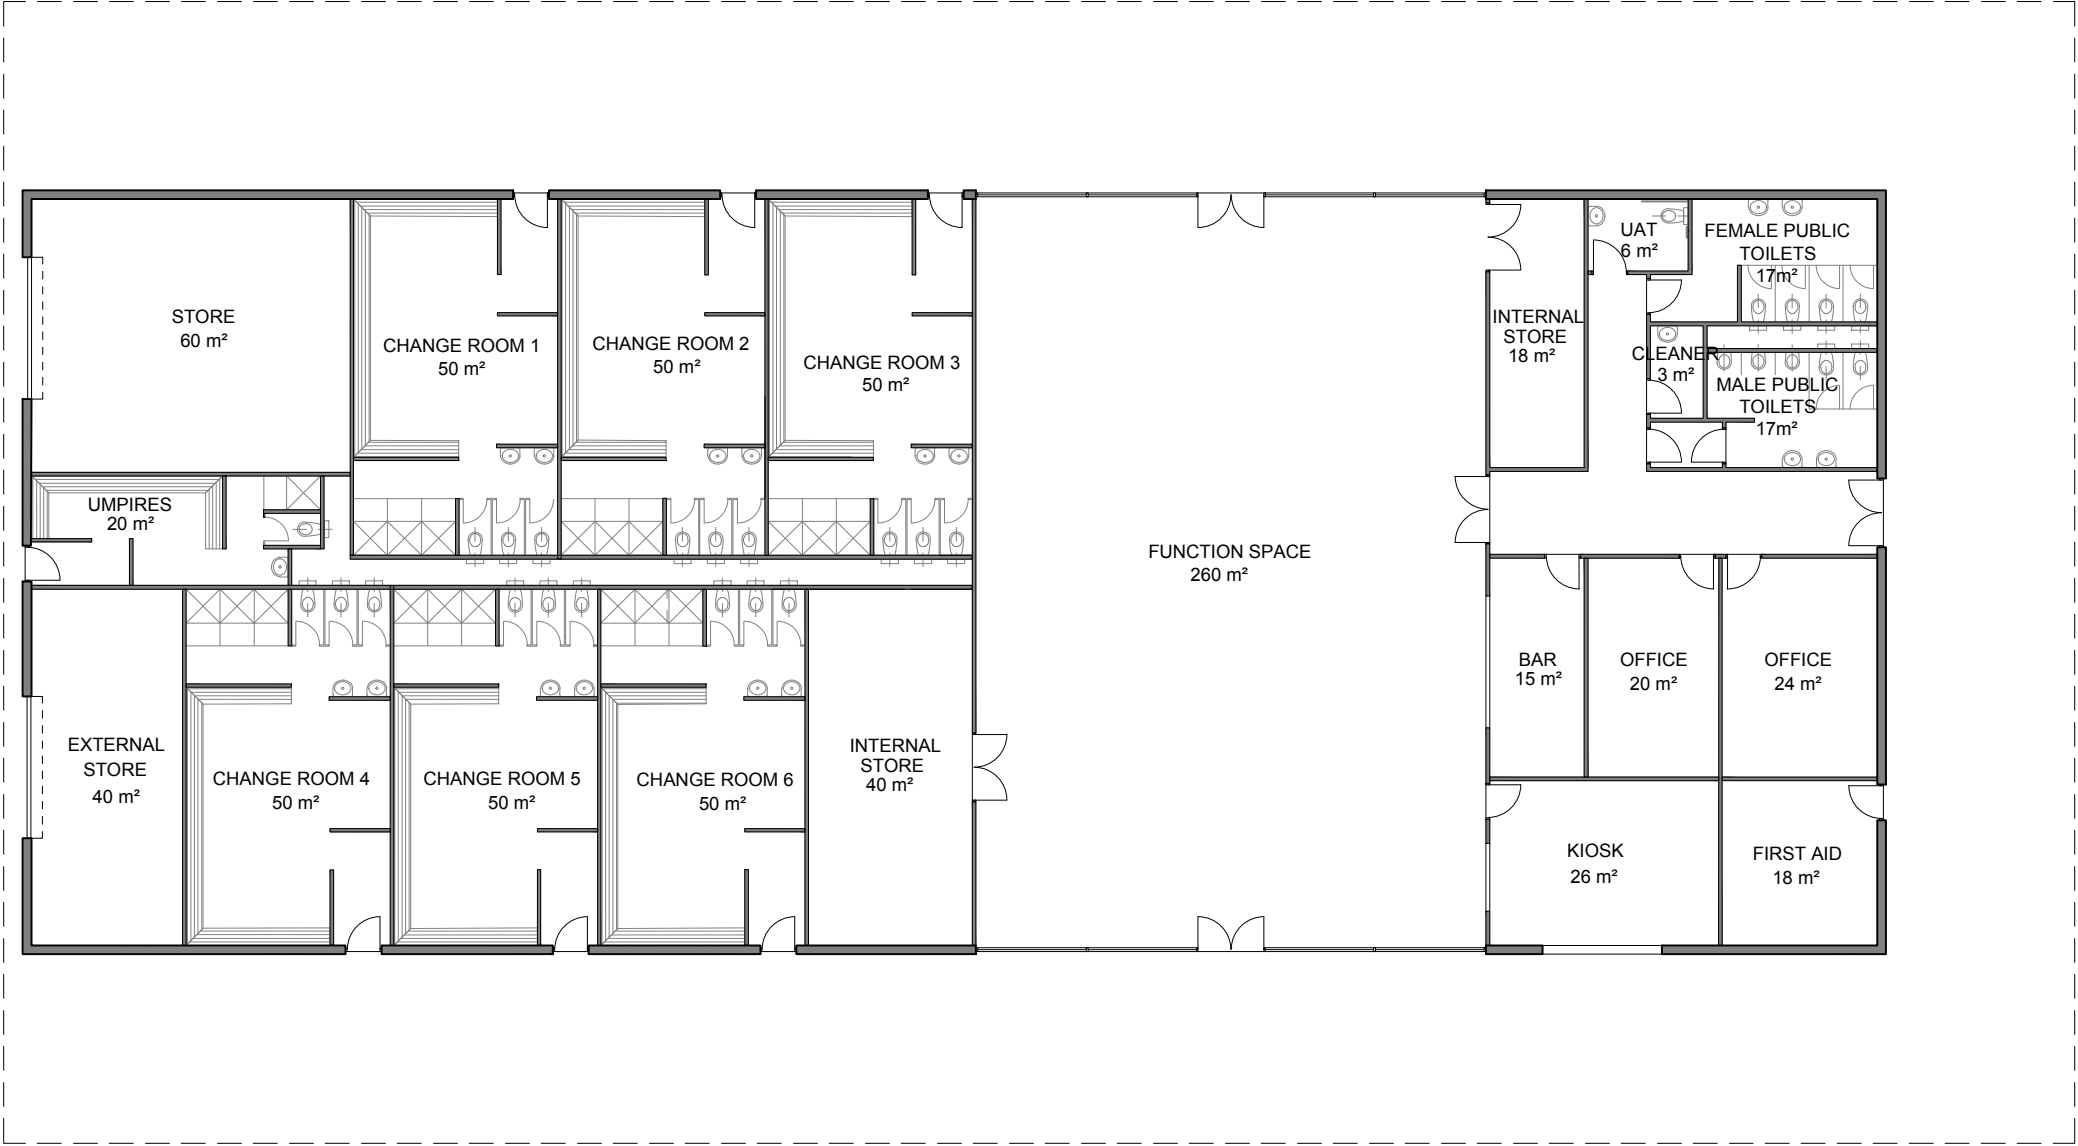 STORE
60 m²
CHANGE ROOM 1
50 m²
CHANGE ROOM 2
50 m²
CHANGE ROOM 3
50 m²
UMPIRES
20 m²
EXTERNAL
STORE
40 m²
CHANGE ROOM 4
50 m²
CHANGE ROOM 5
50 m²
CHANGE ROOM 6
50 m²
INTERNAL
STORE
40 m²
FUNCTION SPACE
260 m²
INTERNAL
STORE
18 m²
UAT
6 m²
FEMALE PUBLIC
TOILETS
17m²
CLEANER
3 m²
MALE PUBLIC
TOILETS
17m²
BAR
15 m²
OFFICE
20 m²
OFFICE
24 m²
KIOSK
26 m²
FIRST AID
18 m²